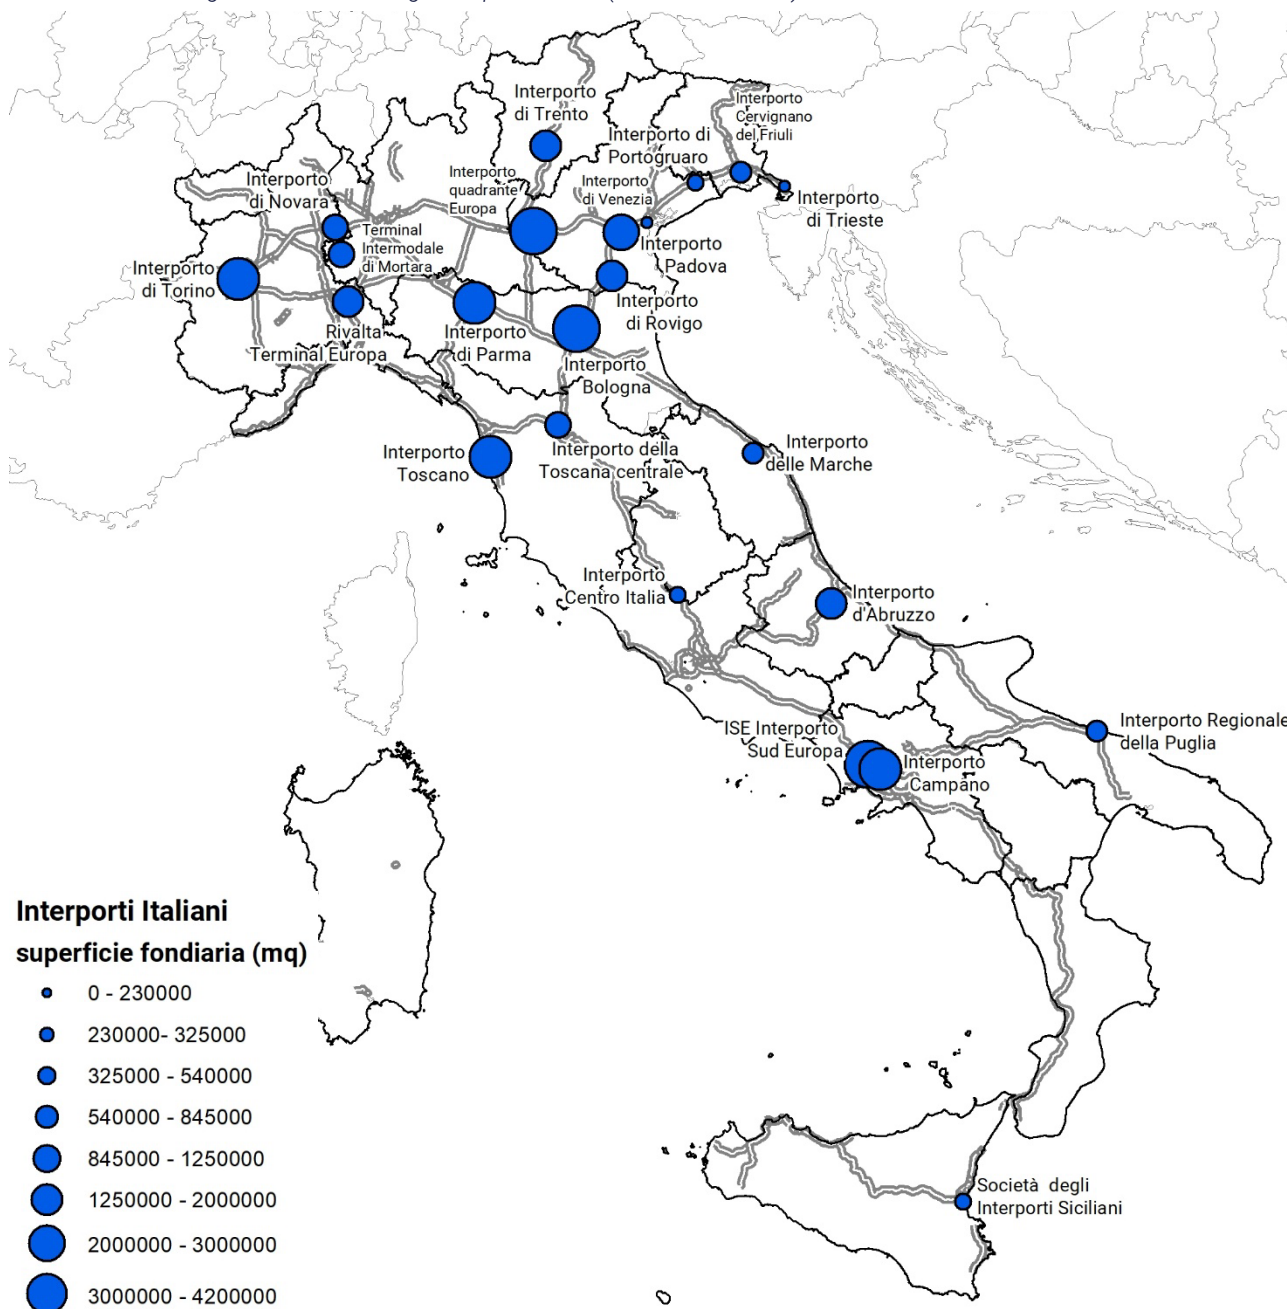 Interporto
di Trento
Interporto
Cervignano
del Friuli
Interporto di
Portogruaro
Interporto
quadrante
Europa
Interporto
di Venezia
Interporto
di Novara
Interporto
di Trieste
Terminal
Intermodale
di Mortara
Interporto
Padova
Interporto
di Torino
Interporto
di Rovigo
Rivalta
Terminal Europa
Interporto
di Parma
Interporto
Bologna
Interporto
Toscano
Interporto della
Toscana centrale
Interporto
delle Marche
Interporto
Centro Italia
Interporto
d'Abruzzo
ISE Interporto
Sud Europa
Interporto
Campano
Interporto Regionale
della Puglia
Società degli
Interporti Siciliani
Interporti Italiani
superficie fondiaria (mq)
0 - 230000
230000- 325000
325000 - 540000
540000 - 845000
845000 - 1250000
1250000 - 2000000
2000000 - 3000000
3000000 - 4200000